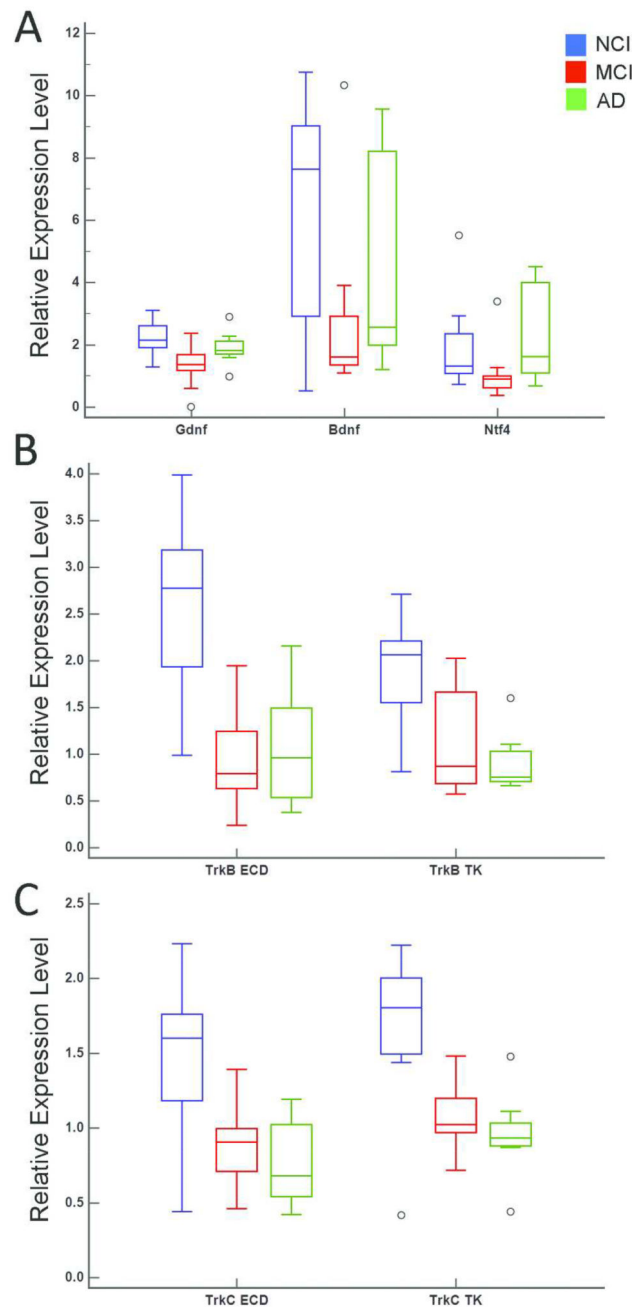 A
NCI
MCI
AD
Relative Expression Level
12
10
8
6
4
2
0
Gdnf Bdnf Ntf4
B
Relative Expression Level
4.0
3.5
3.0
2.5
2.0
1.5
1.0
0.5
0.0
TrkB ECD TrkB TK
C
Relative Expression Level
2.5
2.0
1.5
1.0
0.5
0.0
TrkC ECD TrkC TK